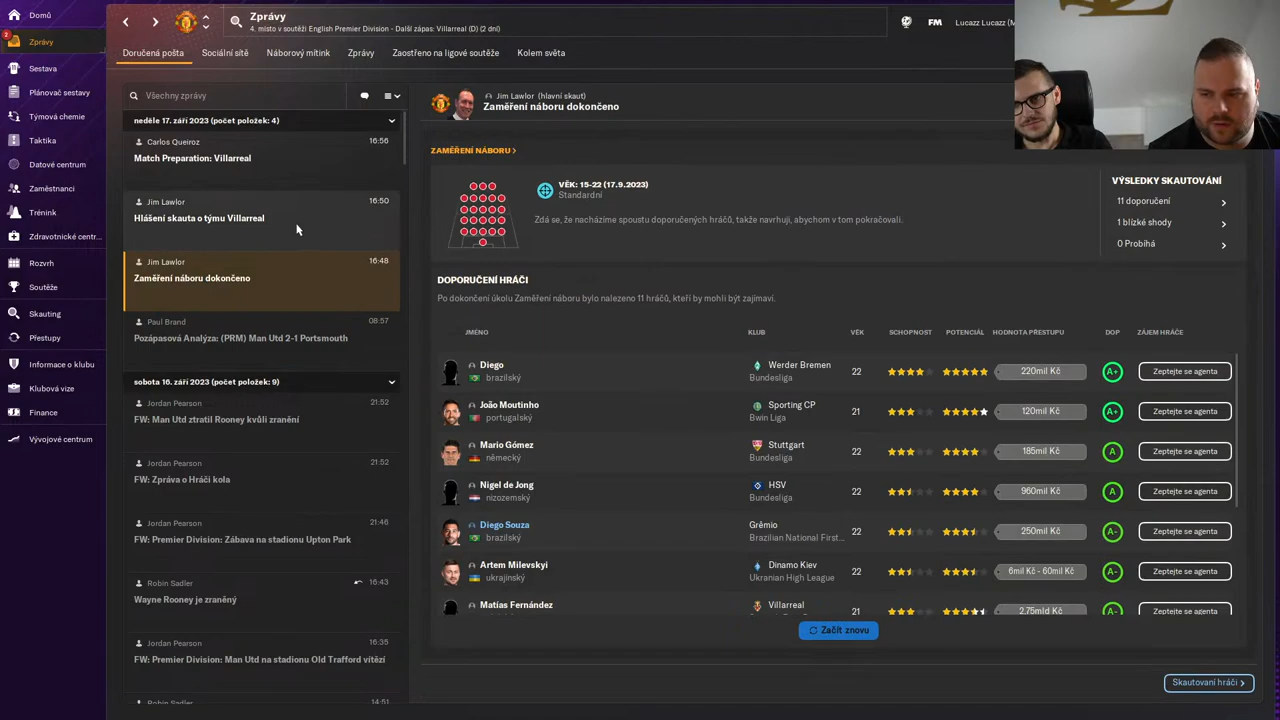 Domů
2
Zprávy
Sestava
Plánovač sestavy
Týmová chemie
Taktika
Datové centrum
Zaměstnanci
Trénink
Zdravotnické centr...
Rozvrh
Soutěže
Skauting
Přestupy
Informace o klubu
Klubová vize
Finance
Vývojové centrum
Zprávy
4. místo v soutěži English Premier Division - Další zápas: Villarreal (D) (2 dni)
FM
Lucazz Lucazz (M
Doručená pošta
Sociální sítě
Náborový mítink
Zprávy
Zaostřeno na ligové soutěže
Kolem světa
Všechny zprávy
neděle 17. září 2023 (počet položek: 4)
Carlos Queiroz
16:56
Match Preparation: Villarreal
Jim Lawlor
16:50
Hlášení skauta o týmu Villarreal
Jim Lawlor
16:48
Zaměření náboru dokončeno
Paul Brand
08:57
Pozápasová Analýza: (PRM) Man Utd 2-1 Portsmouth
sobota 16. září 2023 (počet položek: 9)
Jordan Pearson
21:52
FW: Man Utd ztratil Rooney kvůli zranění
Jordan Pearson
21:52
FW: Zpráva o Hráči kola
Jordan Pearson
21:46
FW: Premier Division: Zábava na stadionu Upton Park
Robin Sadler
16:43
Wayne Rooney je zraněný
Jordan Pearson
16:35
FW: Premier Division: Man Utd na stadionu Old Trafford vítězí
Robin Sadler
14:51
Jim Lawlor (hlavní skaut)
Zaměření náboru dokončeno
ZAMĚŘENÍ NÁBORU
VĚK: 15-22 (17.9.2023)
Standardní
Zdá se, že nacházíme spoustu doporučených hráčů, takže navrhuji, abychom v tom pokračovali.
VÝSLEDKY SKAUTOVÁNÍ
11 doporučení
1 blízké shody
0 Probíhá
DOPORUČENÍ HRÁČI
Po dokončení úkolu Zaměření náboru bylo nalezeno 11 hráčů, kteří by mohli být zajímaví.
JMÉNO KLUB VĚK SCHOPNOST POTENCIÁL HODNOTA PŘESTUPU DOP ZÁJEM HRÁČE
Diego
brazilský
Werder Bremen
Bundesliga
22
220mil Kč
A+
Zeptejte se agenta
João Moutinho
portugalský
Sporting CP
Bwin Liga
21
120mil Kč
A+
Zeptejte se agenta
Mario Gómez
německý
Stuttgart
Bundesliga
22
185mil Kč
A
Zeptejte se agenta
Nigel de Jong
nizozemský
HSV
Bundesliga
22
960mil Kč
A
Zeptejte se agenta
Diego Souza
brazilský
Grêmio
Brazilian National First...
22
250mil Kč
A-
Zeptejte se agenta
Artem Milevskyi
ukrajinský
Dinamo Kiev
Ukranian High League
22
6mil Kč - 60mil Kč
A-
Zeptejte se agenta
Matías Fernández
Villarreal
21
2,75mld Kč
A-
Zeptejte se agenta
Začít znovu
Skautovaní hráči